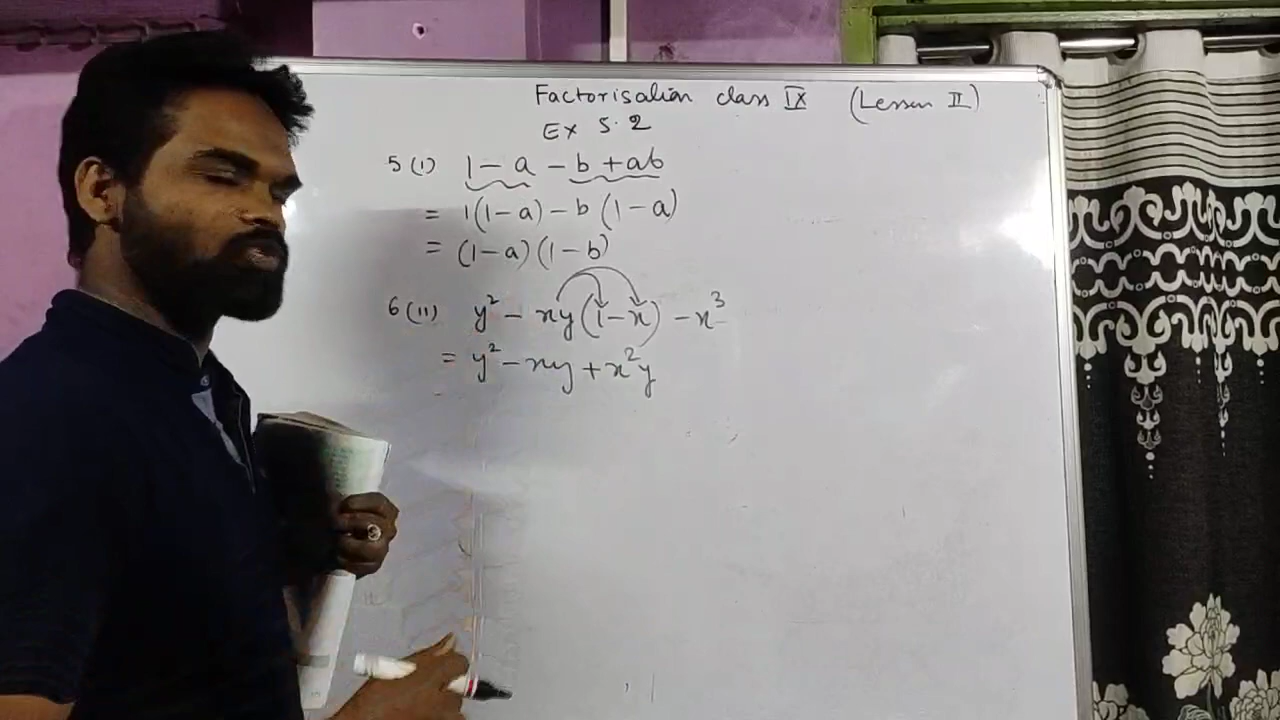 Factorisation class IX (Lesson II)
Ex 5.2
5(i) 1-a-b+ab
= 1(1-a)-b(1-a)
= (1-a)(1-b)
6(ii) y²-xy(1-x)-x³
= y²-xy+x²y